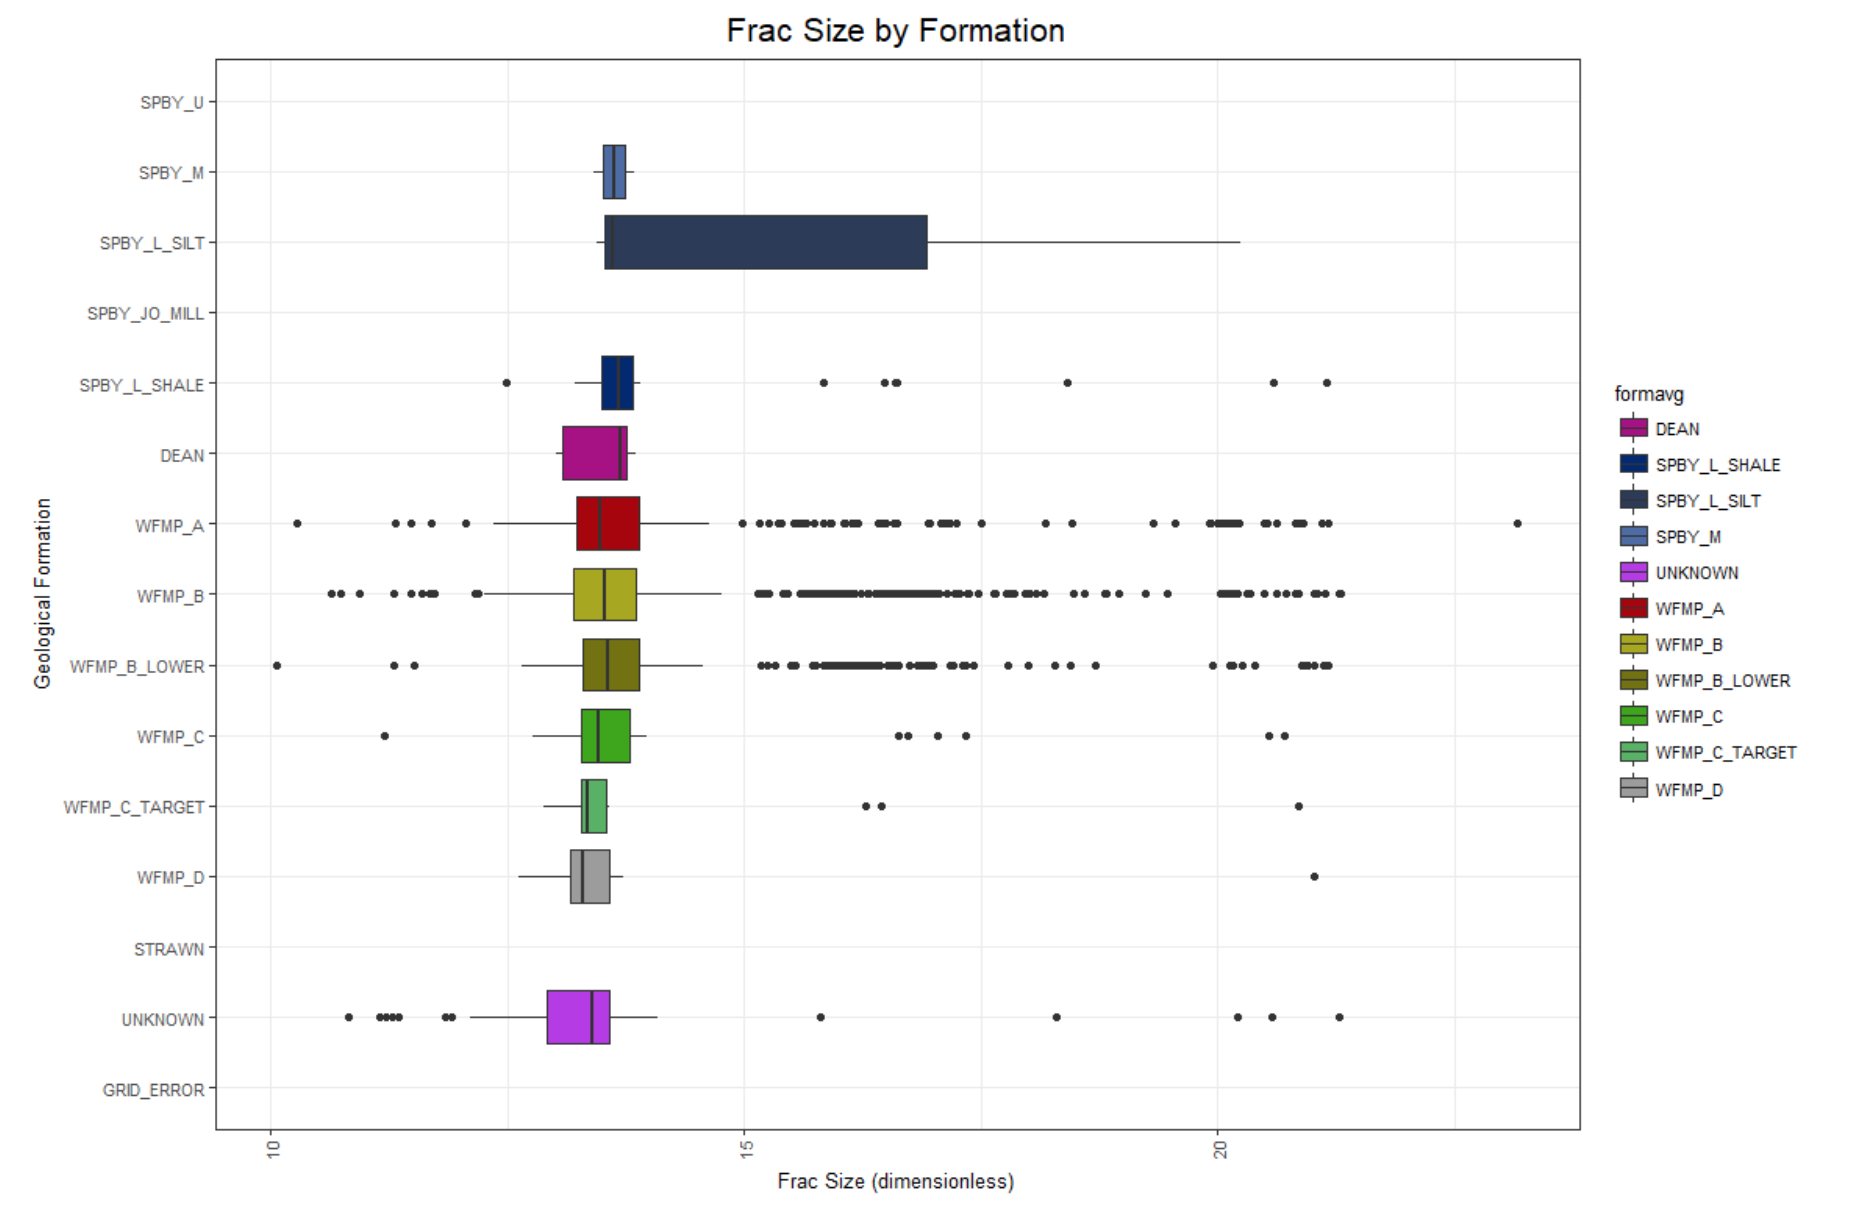 Frac Size by Formation
Geological Formation
SPBY_U
SPBY_M
SPBY_L_SILT
SPBY_JO_MILL
SPBY_L_SHALE
DEAN
WFMP_A
WFMP_B
WFMP_B_LOWER
WFMP_C
WFMP_C_TARGET
WFMP_D
STRAWN
UNKNOWN
GRID_ERROR
10
15
20
Frac Size (dimensionless)
formavg
DEAN
SPBY_L_SHALE
SPBY_L_SILT
SPBY_M
UNKNOWN
WFMP_A
WFMP_B
WFMP_B_LOWER
WFMP_C
WFMP_C_TARGET
WFMP_D